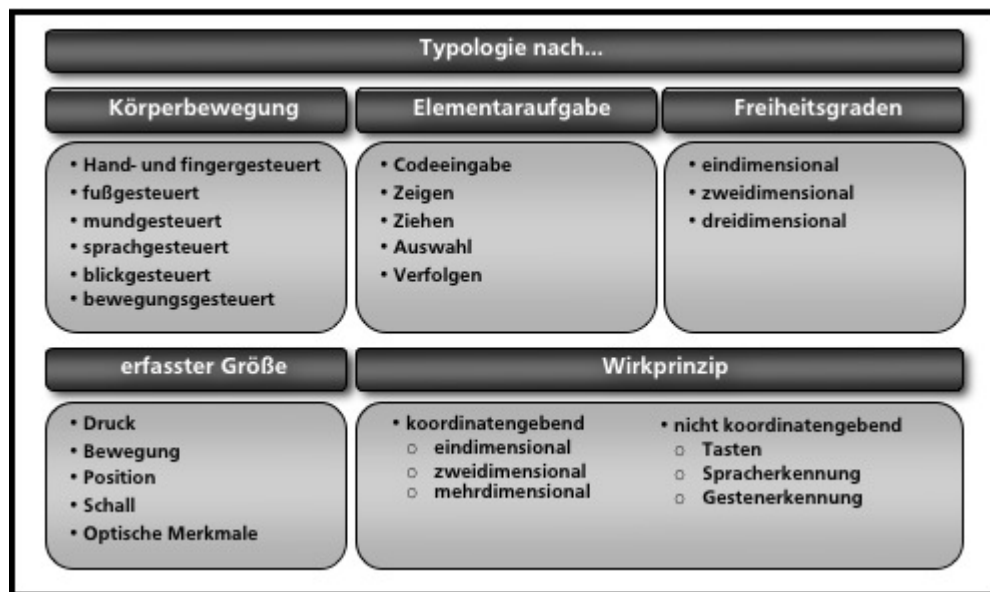 Typologie nach...
Körperbewegung
• Hand- und fingergesteuert
• fußgesteuert
• mundgesteuert
• sprachgesteuert
• blickgesteuert
• bewegungsgesteuert
Elementaraufgabe
• Codeeingabe
• Zeigen
• Ziehen
• Auswahl
• Verfolgen
Freiheitsgraden
• eindimensional
• zweidimensional
• dreidimensional
erfasster Größe
• Druck
• Bewegung
• Position
• Schall
• Optische Merkmale
Wirkprinzip
• koordinatengebend
o eindimensional
o zweidimensional
o mehrdimensional
• nicht koordinatengebend
o Tasten
o Spracherkennung
o Gestenerkennung